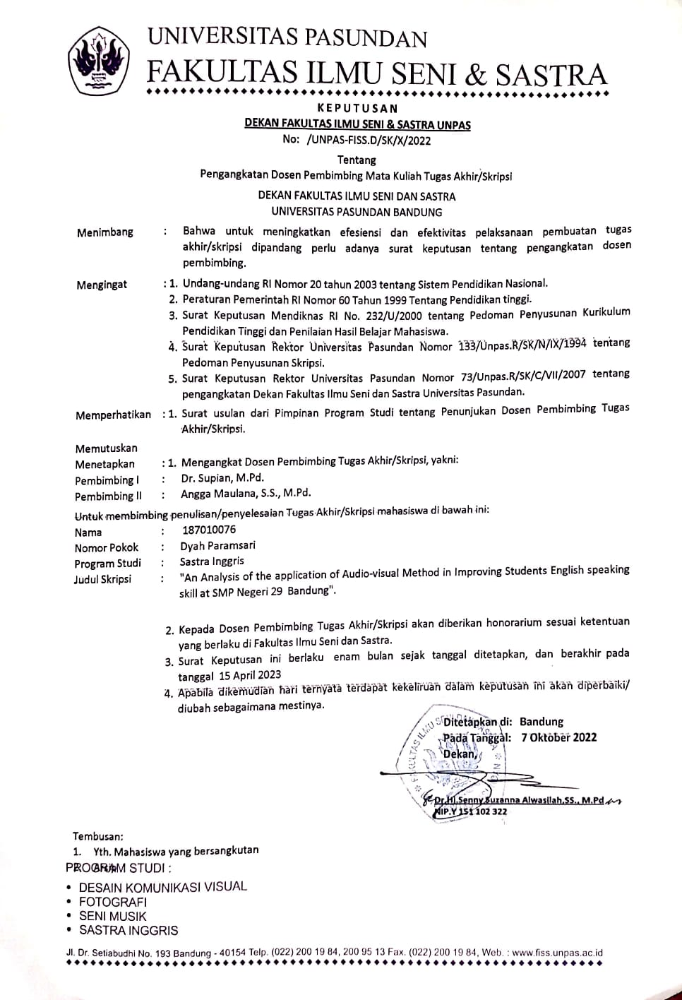 UNIVERSITAS PASUNDAN
FAKULTAS ILMU SENI & SASTRA
KEPUTUSAN
DEKAN FAKULTAS ILMU SENI & SASTRA UNPAS
No: /UNPAS-FISS.D/SK/X/2022
Tentang
Pengangkatan Dosen Pembimbing Mata Kuliah Tugas Akhir/Skripsi
DEKAN FAKULTAS ILMU SENI DAN SASTRA
UNIVERSITAS PASUNDAN BANDUNG
Menimbang : Bahwa untuk meningkatkan efesiensi dan efektivitas pelaksanaan pembuatan tugas
akhir/skripsi dipandang perlu adanya surat keputusan tentang pengangkatan dosen
pembimbing.
Mengingat : 1. Undang-undang RI Nomor 20 tahun 2003 tentang Sistem Pendidikan Nasional.
2. Peraturan Pemerintah RI Nomor 60 Tahun 1999 Tentang Pendidikan tinggi.
3. Surat Keputusan Mendiknas RI No. 232/U/2000 tentang Pedoman Penyusunan Kurikulum
Pendidikan Tinggi dan Penilaian Hasil Belajar Mahasiswa.
4. Surat Keputusan Rektor Universitas Pasundan Nomor 133/Unpas.R/SK/N/IX/1994 tentang
Pedoman Penyusunan Skripsi.
5. Surat Keputusan Rektor Universitas Pasundan Nomor 73/Unpas.R/SK/C/VII/2007 tentang
pengangkatan Dekan Fakultas Ilmu Seni dan Sastra Universitas Pasundan.
Memperhatikan : 1. Surat usulan dari Pimpinan Program Studi tentang Penunjukan Dosen Pembimbing Tugas
Akhir/Skripsi.
Memutuskan
Menetapkan : 1. Mengangkat Dosen Pembimbing Tugas Akhir/Skripsi, yakni:
Pembimbing I : Dr. Supian, M.Pd.
Pembimbing II : Angga Maulana, S.S., M.Pd.
Untuk membimbing penulisan/penyelesaian Tugas Akhir/Skripsi mahasiswa di bawah ini:
Nama : 187010076
Nomor Pokok : Dyah Paramsari
Program Studi : Sastra Inggris
Judul Skripsi : "An Analysis of the application of Audio-visual Method in Improving Students English speaking
skill at SMP Negeri 29 Bandung".
2. Kepada Dosen Pembimbing Tugas Akhir/Skripsi akan diberikan honorarium sesuai ketentuan
yang berlaku di Fakultas Ilmu Seni dan Sastra.
3. Surat Keputusan ini berlaku enam bulan sejak tanggal ditetapkan, dan berakhir pada
tanggal 15 April 2023
4. Apabila dikemudian hari ternyata terdapat kekeliruan dalam keputusan ini akan diperbaiki/
diubah sebagaimana mestinya.
Ditetapkan di: Bandung
Pada Tanggal: 7 Oktober 2022
Dekan,
Dr.Hj.Senny Suzanna Alwasilah,SS., M.Pd
NIP.Y 151 102 322
Tembusan:
1. Yth. Mahasiswa yang bersangkutan
PROGRAM STUDI :
• DESAIN KOMUNIKASI VISUAL
• FOTOGRAFI
• SENI MUSIK
• SASTRA INGGRIS
Jl. Dr. Setiabudhi No. 193 Bandung - 40154 Telp. (022) 200 19 84, 200 95 13 Fax. (022) 200 19 84, Web. : www.fiss.unpas.ac.id